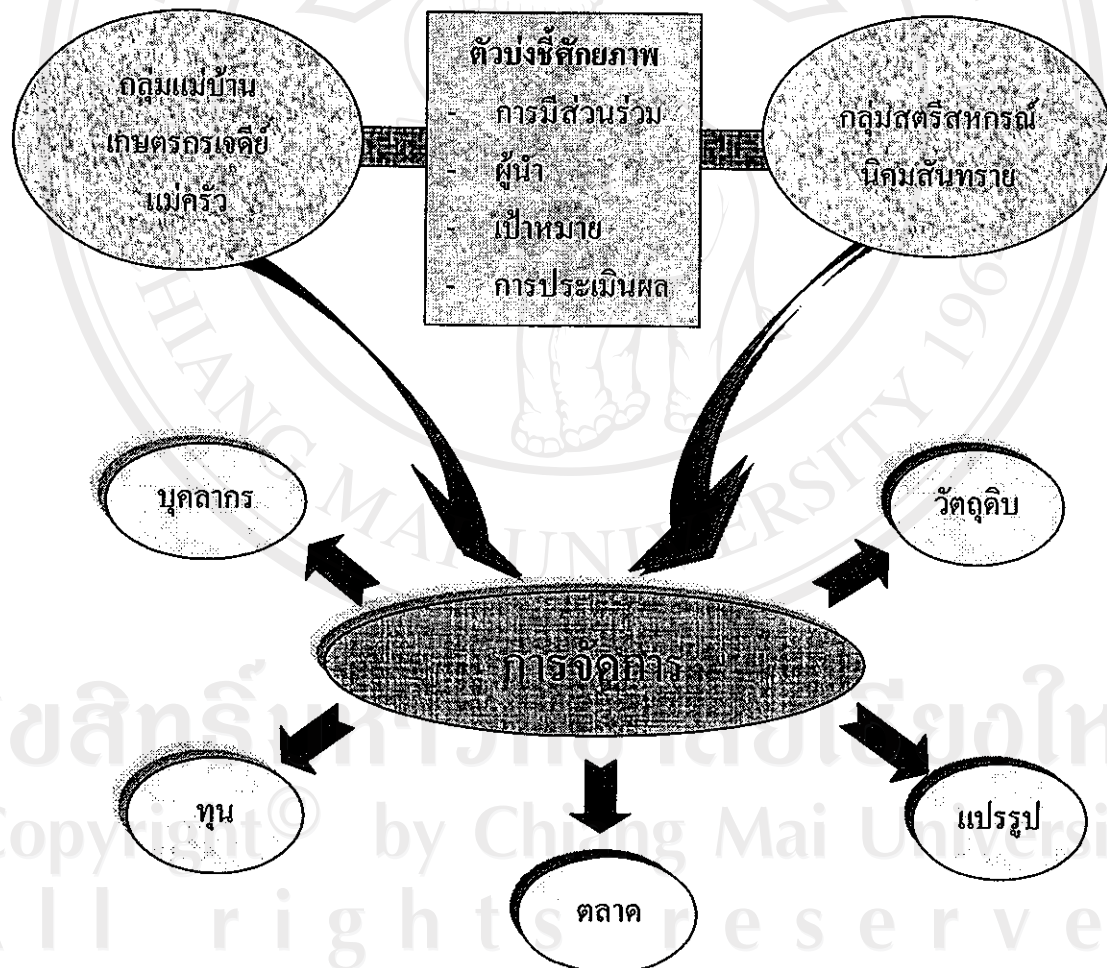 กลุ่มแม่บ้าน
เกษตรกรเจดีย์
แม่ครัว
ตัวบ่งชี้ศักยภาพ
- การมีส่วนร่วม
- ผู้นำ
- เป้าหมาย
- การประเมินผล
กลุ่มสตรีสหกรณ์
นิคมสันทราย
บุคลากร
วัตถุดิบ
การจัดการ
ทุน
แปรรูป
ตลาด
HIANG MAI UNIVERSITY 196
Copyright © by Chiang Mai Universi
ll rights reserve